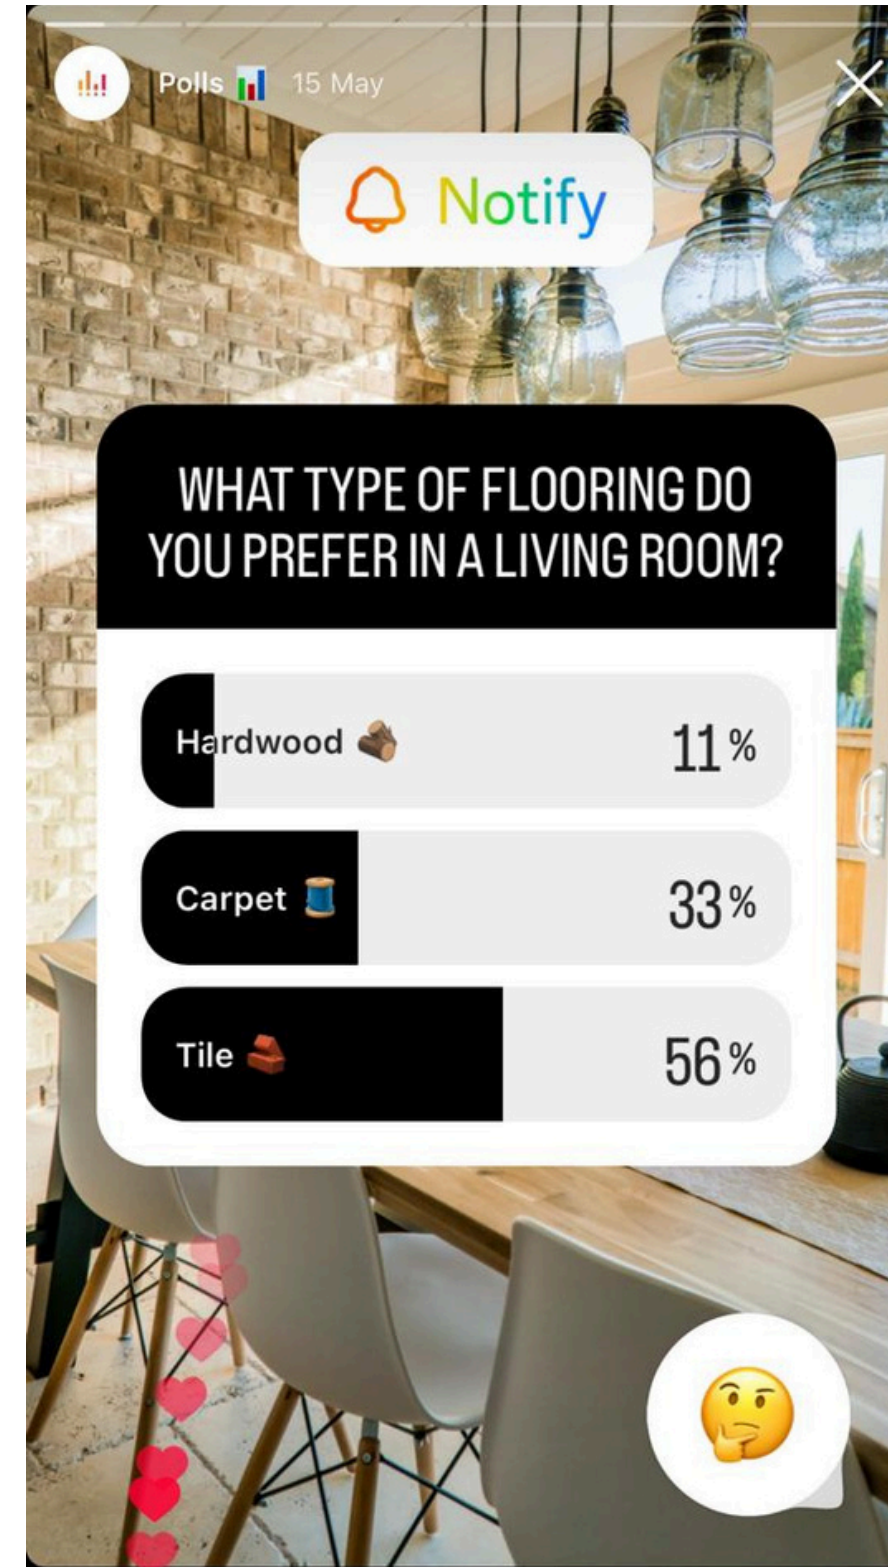 Polls 📊 15 May
Notify
WHAT TYPE OF FLOORING DO
YOU PREFER IN A LIVING ROOM?
Hardwood 🪵 11%
Carpet 🧵 33%
Tile 🧱 56%